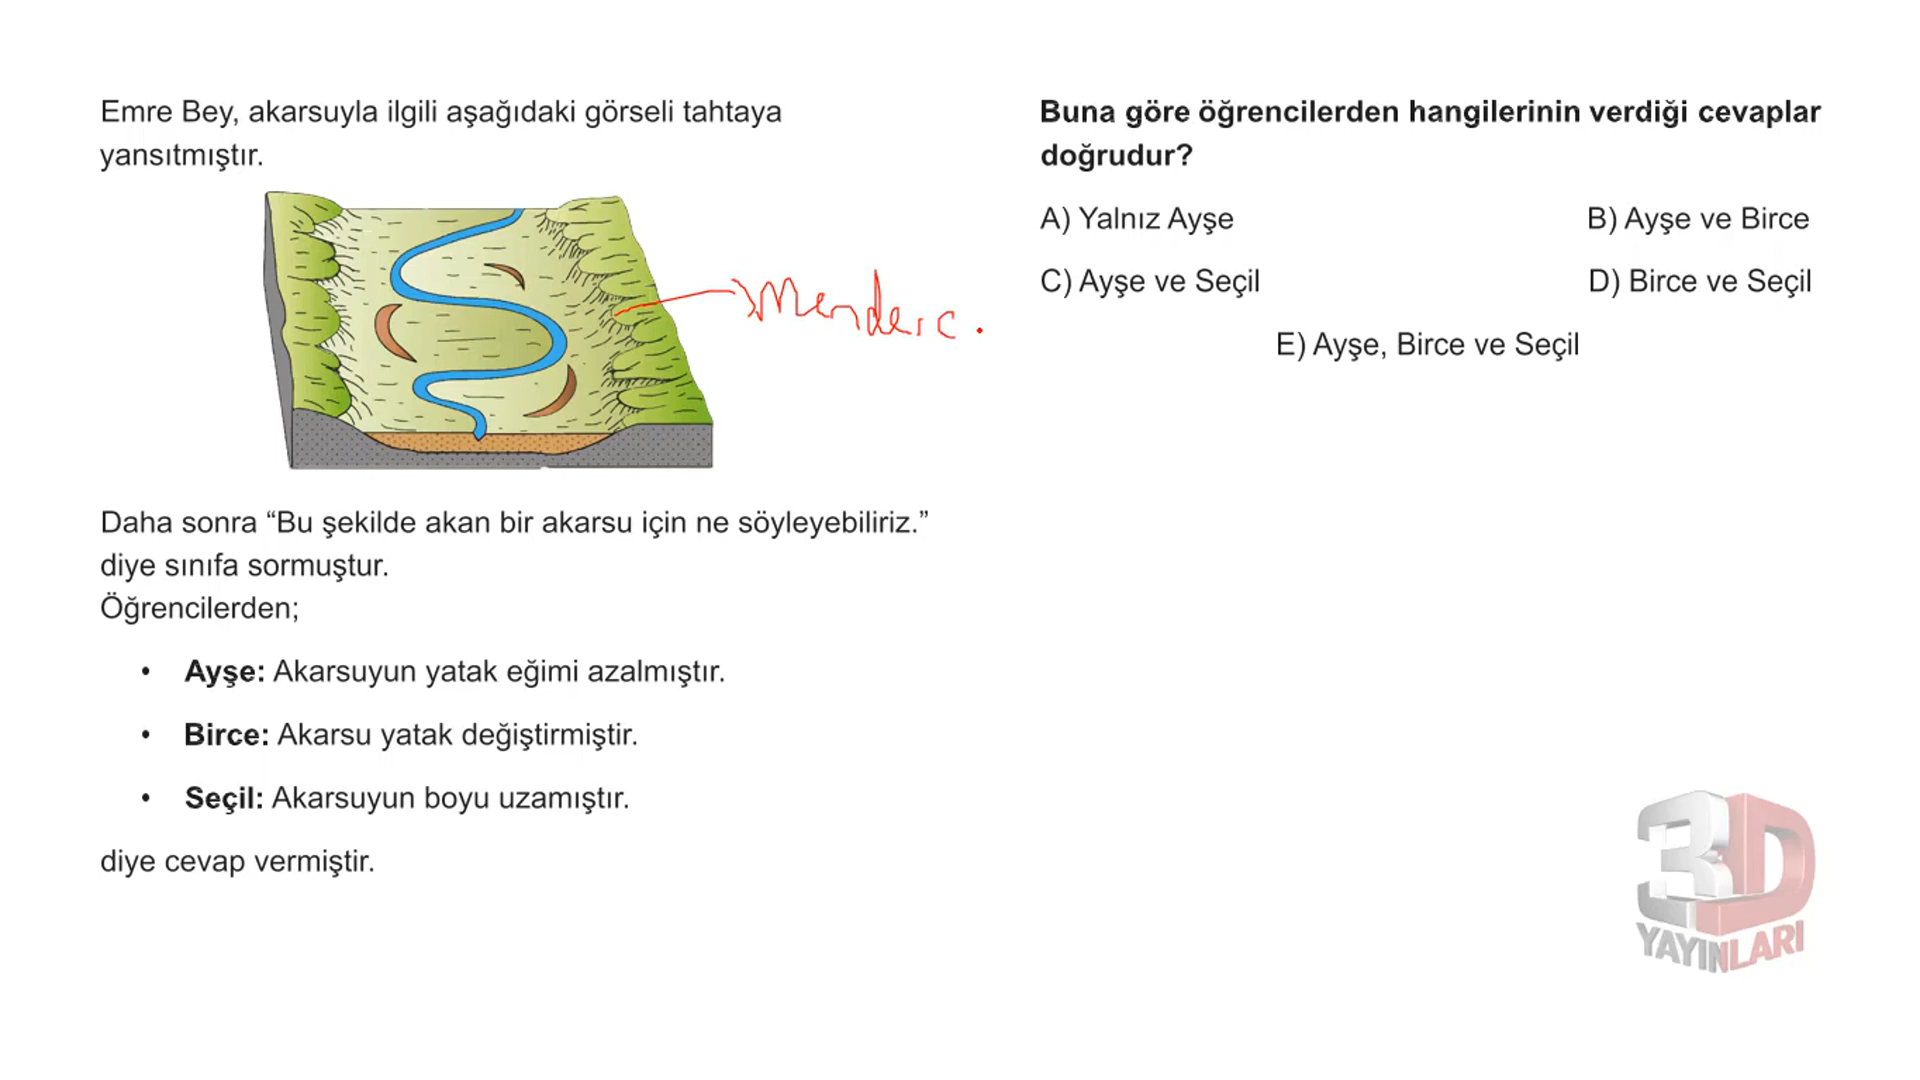 Emre Bey, akarsuyla ilgili aşağıdaki görseli tahtaya
yansıtmıştır.
Menderc.
Daha sonra “Bu şekilde akan bir akarsu için ne söyleyebiliriz.”
diye sınıfa sormuştur.
Öğrencilerden;
• Ayşe: Akarsuyun yatak eğimi azalmıştır.
• Birce: Akarsu yatak değiştirmiştir.
• Seçil: Akarsuyun boyu uzamıştır.
diye cevap vermiştir.
Buna göre öğrencilerden hangilerinin verdiği cevaplar
doğrudur?
A) Yalnız Ayşe B) Ayşe ve Birce
C) Ayşe ve Seçil D) Birce ve Seçil
E) Ayşe, Birce ve Seçil
3D
YAYINLARI